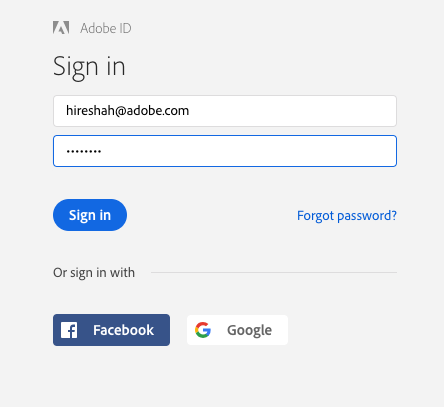 Adobe ID
Sign in
hireshah@adobe.com
••••••••
Sign in
Forgot password?
Or sign in with
Facebook
Google